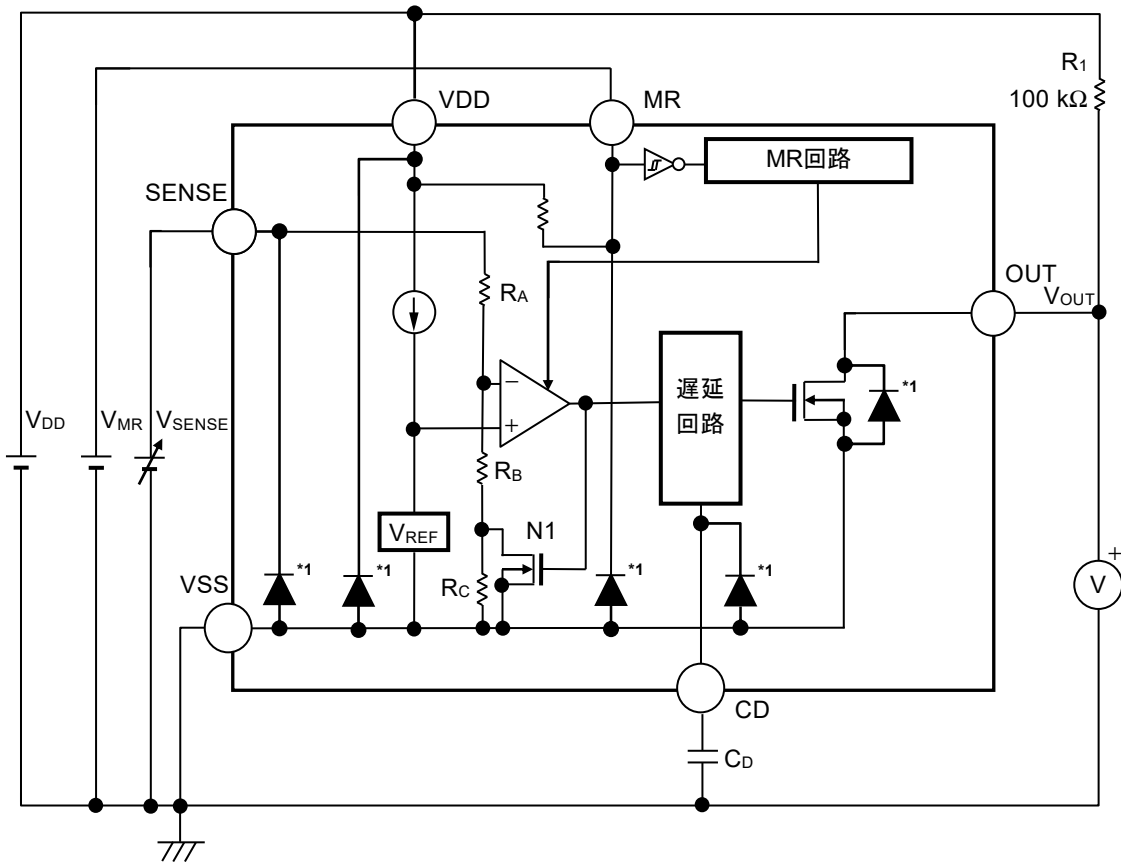 R1
100 kΩ
VDD
MR
MR回路
SENSE
OUT
VOUT
RA
遅延
回路
*1
−
+
VDD
VMR
VSENSE
RB
VREF
N1
RC
VSS
*1
*1
*1
*1
+
V
CD
CD